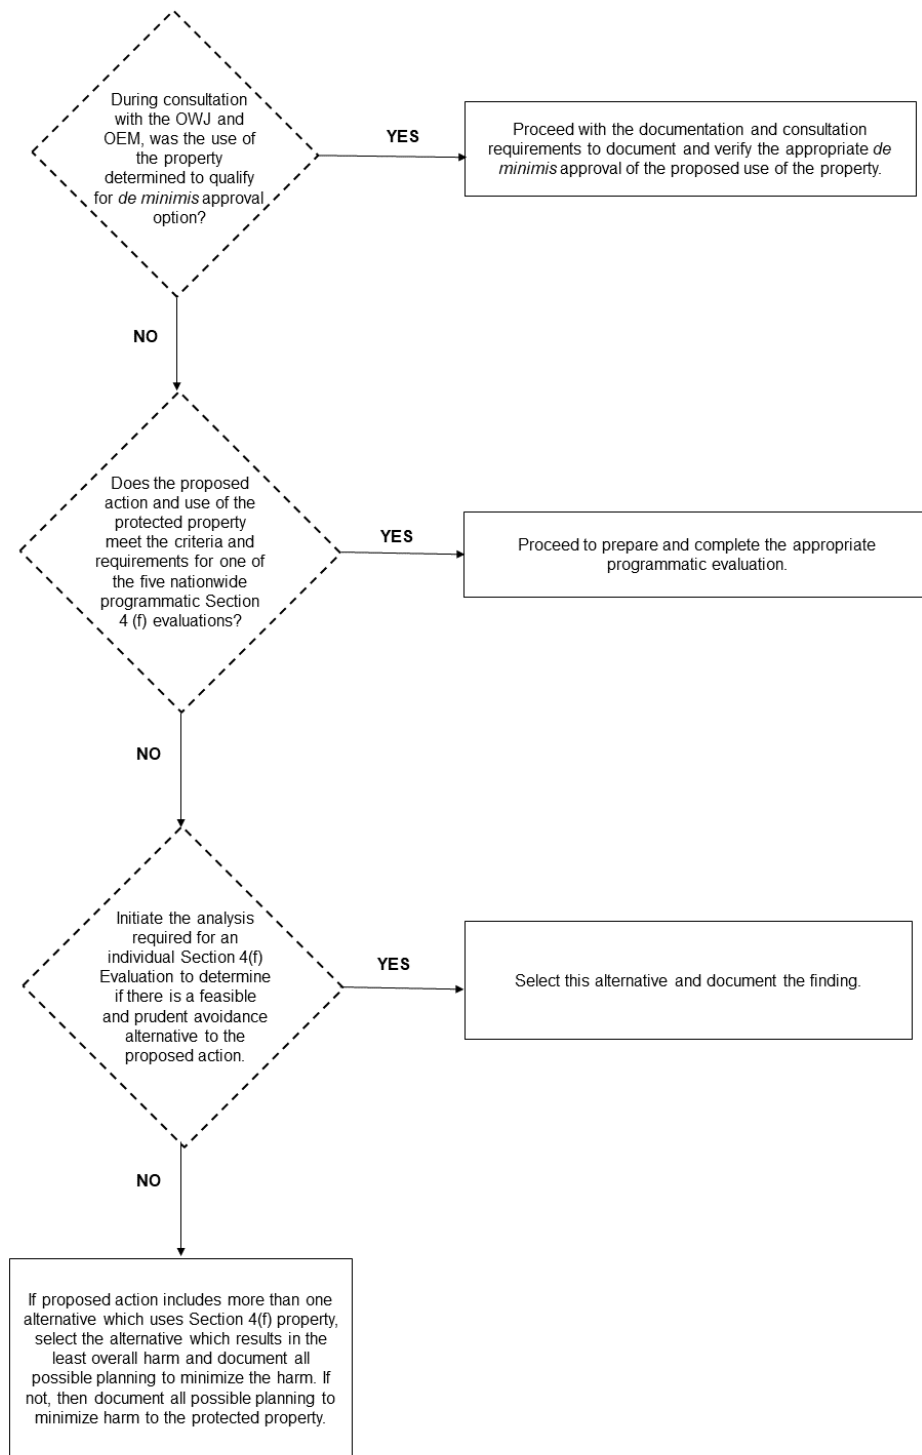 During consultation
with the OWJ and
OEM, was the use of
the property
determined to qualify
for de minimis approval
option?
YES
Proceed with the documentation and consultation
requirements to document and verify the appropriate de
minimis approval of the proposed use of the property.
NO
Does the proposed
action and use of the
protected property
meet the criteria and
requirements for one of
the five nationwide
programmatic Section
4 (f) evaluations?
YES
Proceed to prepare and complete the appropriate
programmatic evaluation.
NO
Initiate the analysis
required for an
individual Section 4(f)
Evaluation to determine
if there is a feasible
and prudent avoidance
alternative to the
proposed action.
YES
Select this alternative and document the finding.
NO
If proposed action includes more than one
alternative which uses Section 4(f) property,
select the alternative which results in the
least overall harm and document all
possible planning to minimize the harm. If
not, then document all possible planning to
minimize harm to the protected property.